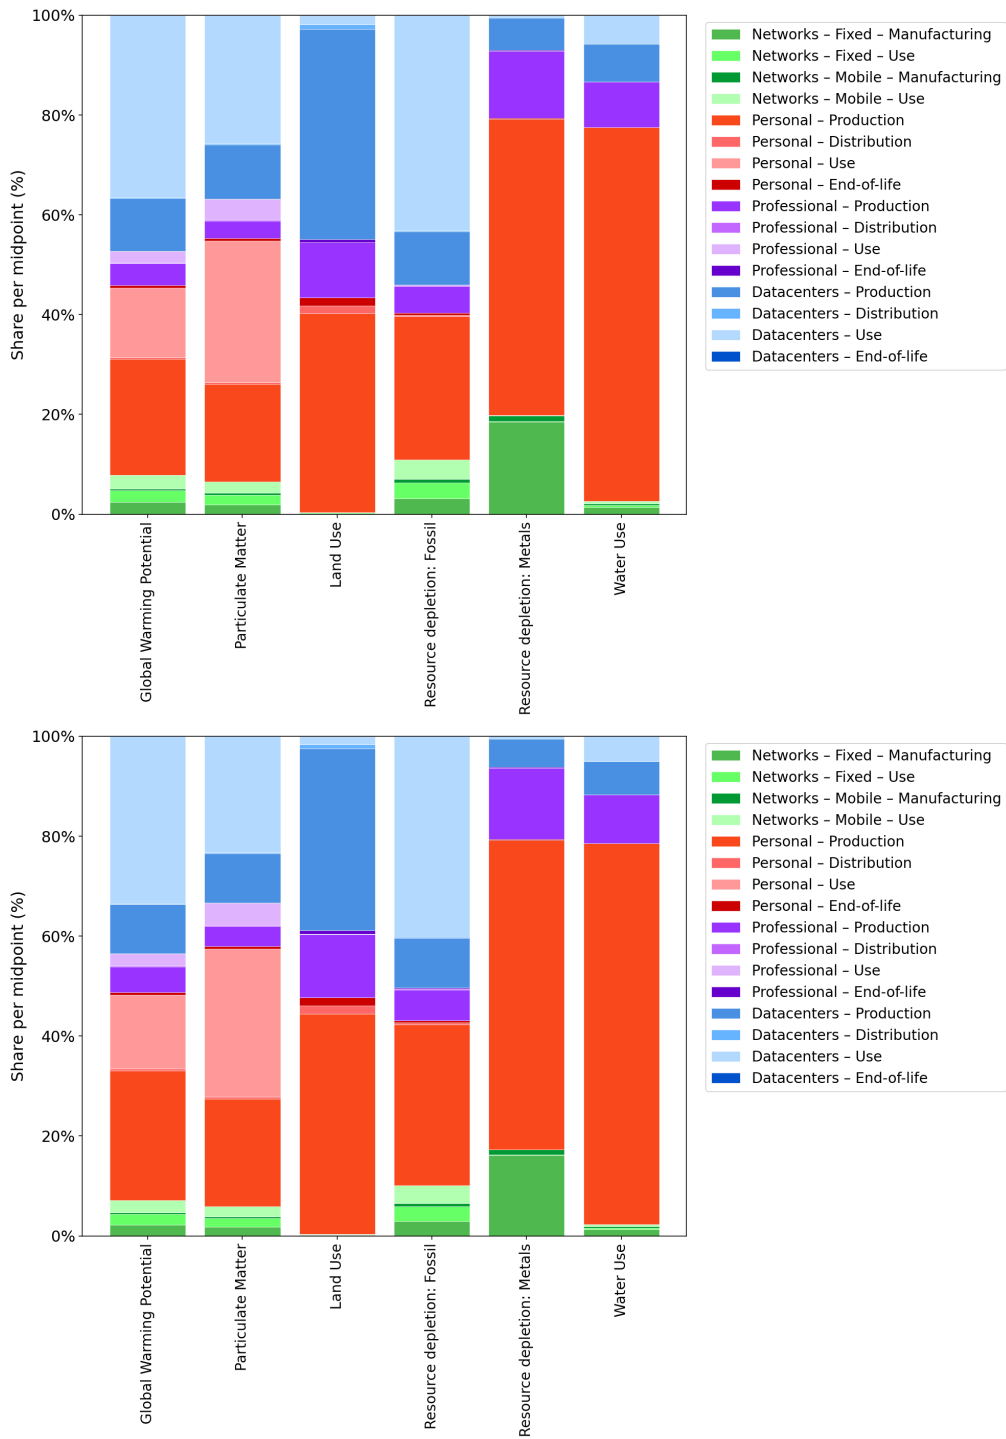 100%
80%
60%
40%
20%
0%
Share per midpoint (%)
Global Warming Potential
Particulate Matter
Land Use
Resource depletion: Fossil
Resource depletion: Metals
Water Use
Networks – Fixed – Manufacturing
Networks – Fixed – Use
Networks – Mobile – Manufacturing
Networks – Mobile – Use
Personal – Production
Personal – Distribution
Personal – Use
Personal – End-of-life
Professional – Production
Professional – Distribution
Professional – Use
Professional – End-of-life
Datacenters – Production
Datacenters – Distribution
Datacenters – Use
Datacenters – End-of-life
100%
80%
60%
40%
20%
0%
Share per midpoint (%)
Global Warming Potential
Particulate Matter
Land Use
Resource depletion: Fossil
Resource depletion: Metals
Water Use
Networks – Fixed – Manufacturing
Networks – Fixed – Use
Networks – Mobile – Manufacturing
Networks – Mobile – Use
Personal – Production
Personal – Distribution
Personal – Use
Personal – End-of-life
Professional – Production
Professional – Distribution
Professional – Use
Professional – End-of-life
Datacenters – Production
Datacenters – Distribution
Datacenters – Use
Datacenters – End-of-life